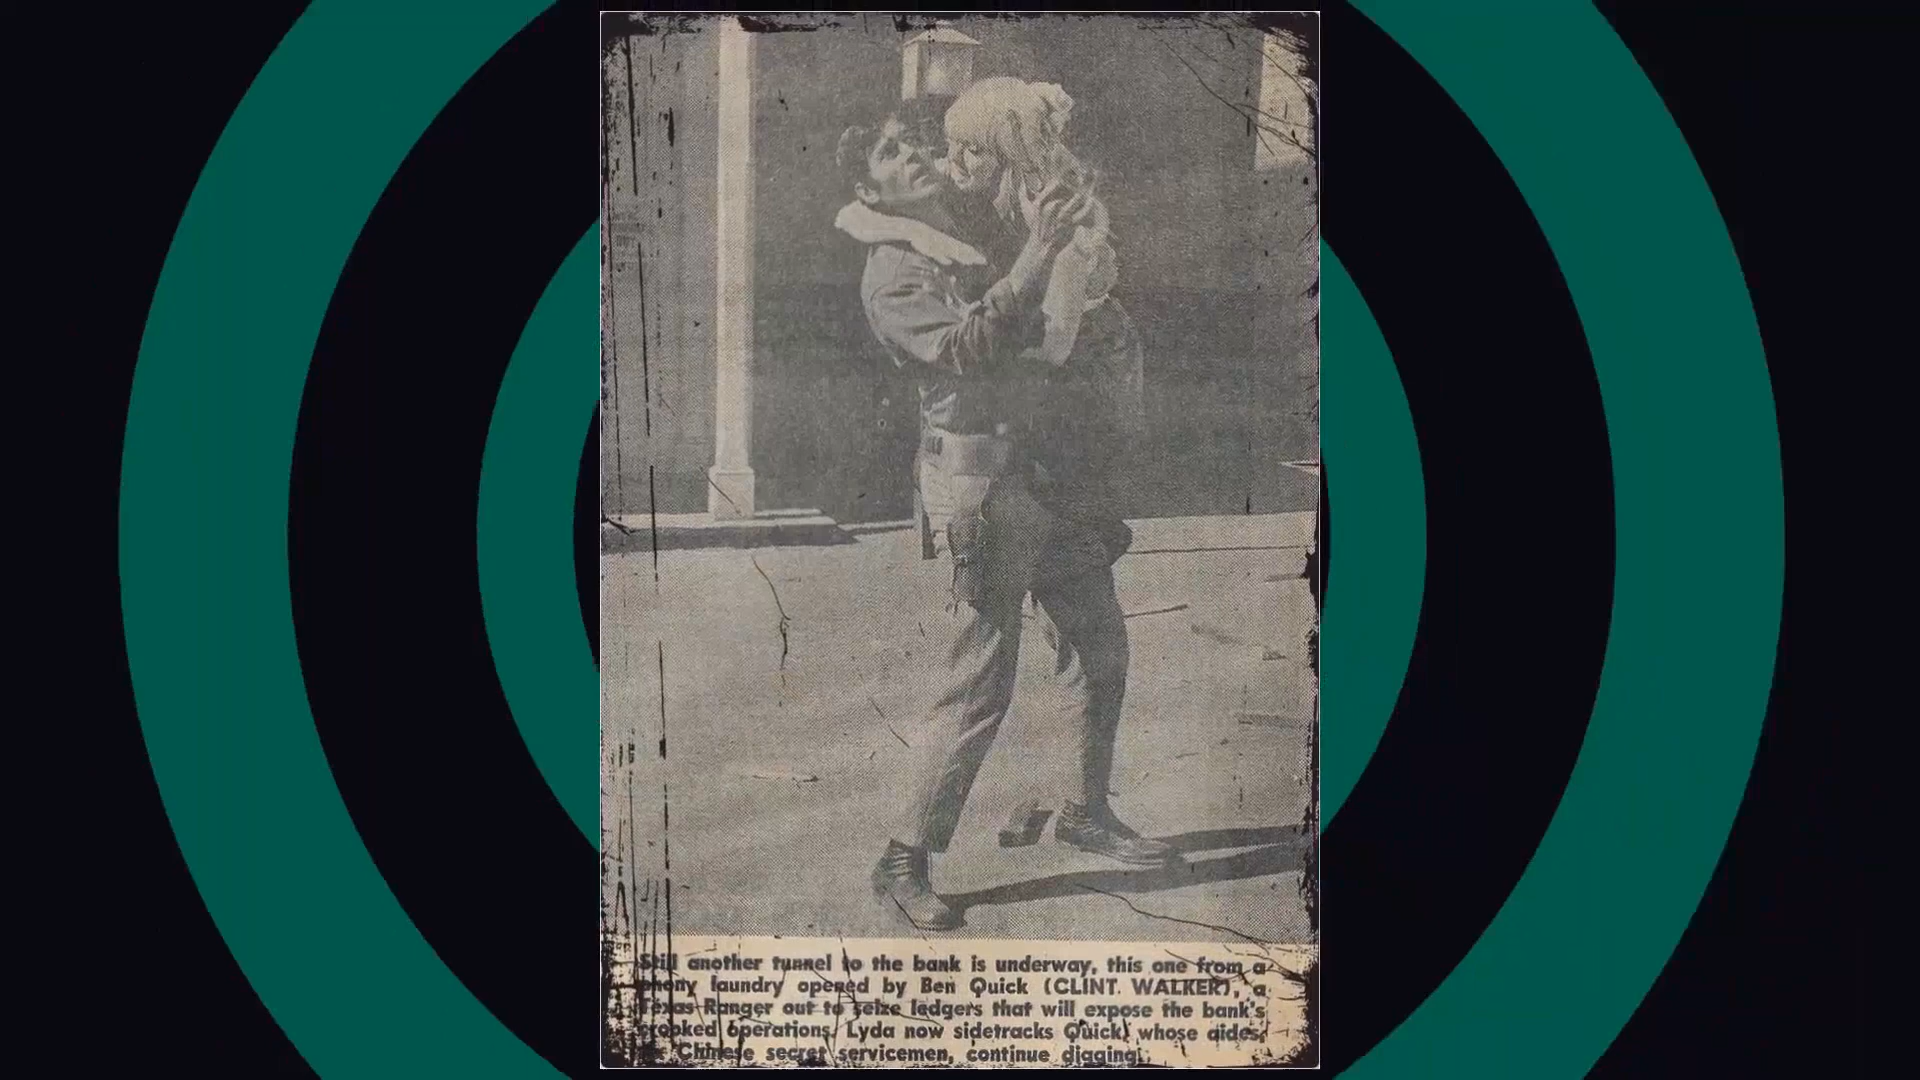 Still another tunnel to the bank is underway, this one from a
phony laundry opened by Ben Quick (CLINT WALKER), a
Texas Ranger out to seize ledgers that will expose the bank's
crooked operations. Lyda now sidetracks Quick, whose aides,
Chinese secret servicemen, continue digging.